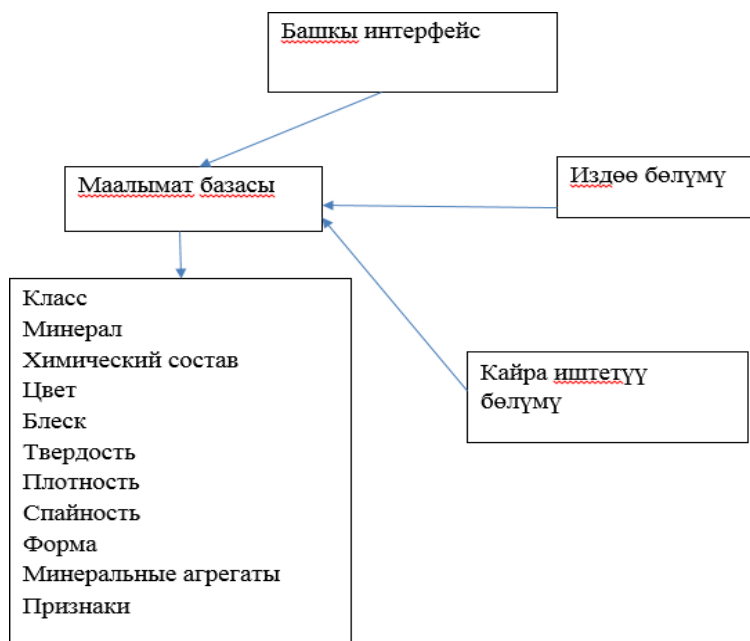 Башкы интерфейс
Маалымат базасы
Издөө бөлүмү
Класс
Минерал
Химический состав
Цвет
Блеск
Твердость
Плотность
Спайность
Форма
Минеральные агрегаты
Признаки
Кайра иштетүү
бөлүмү